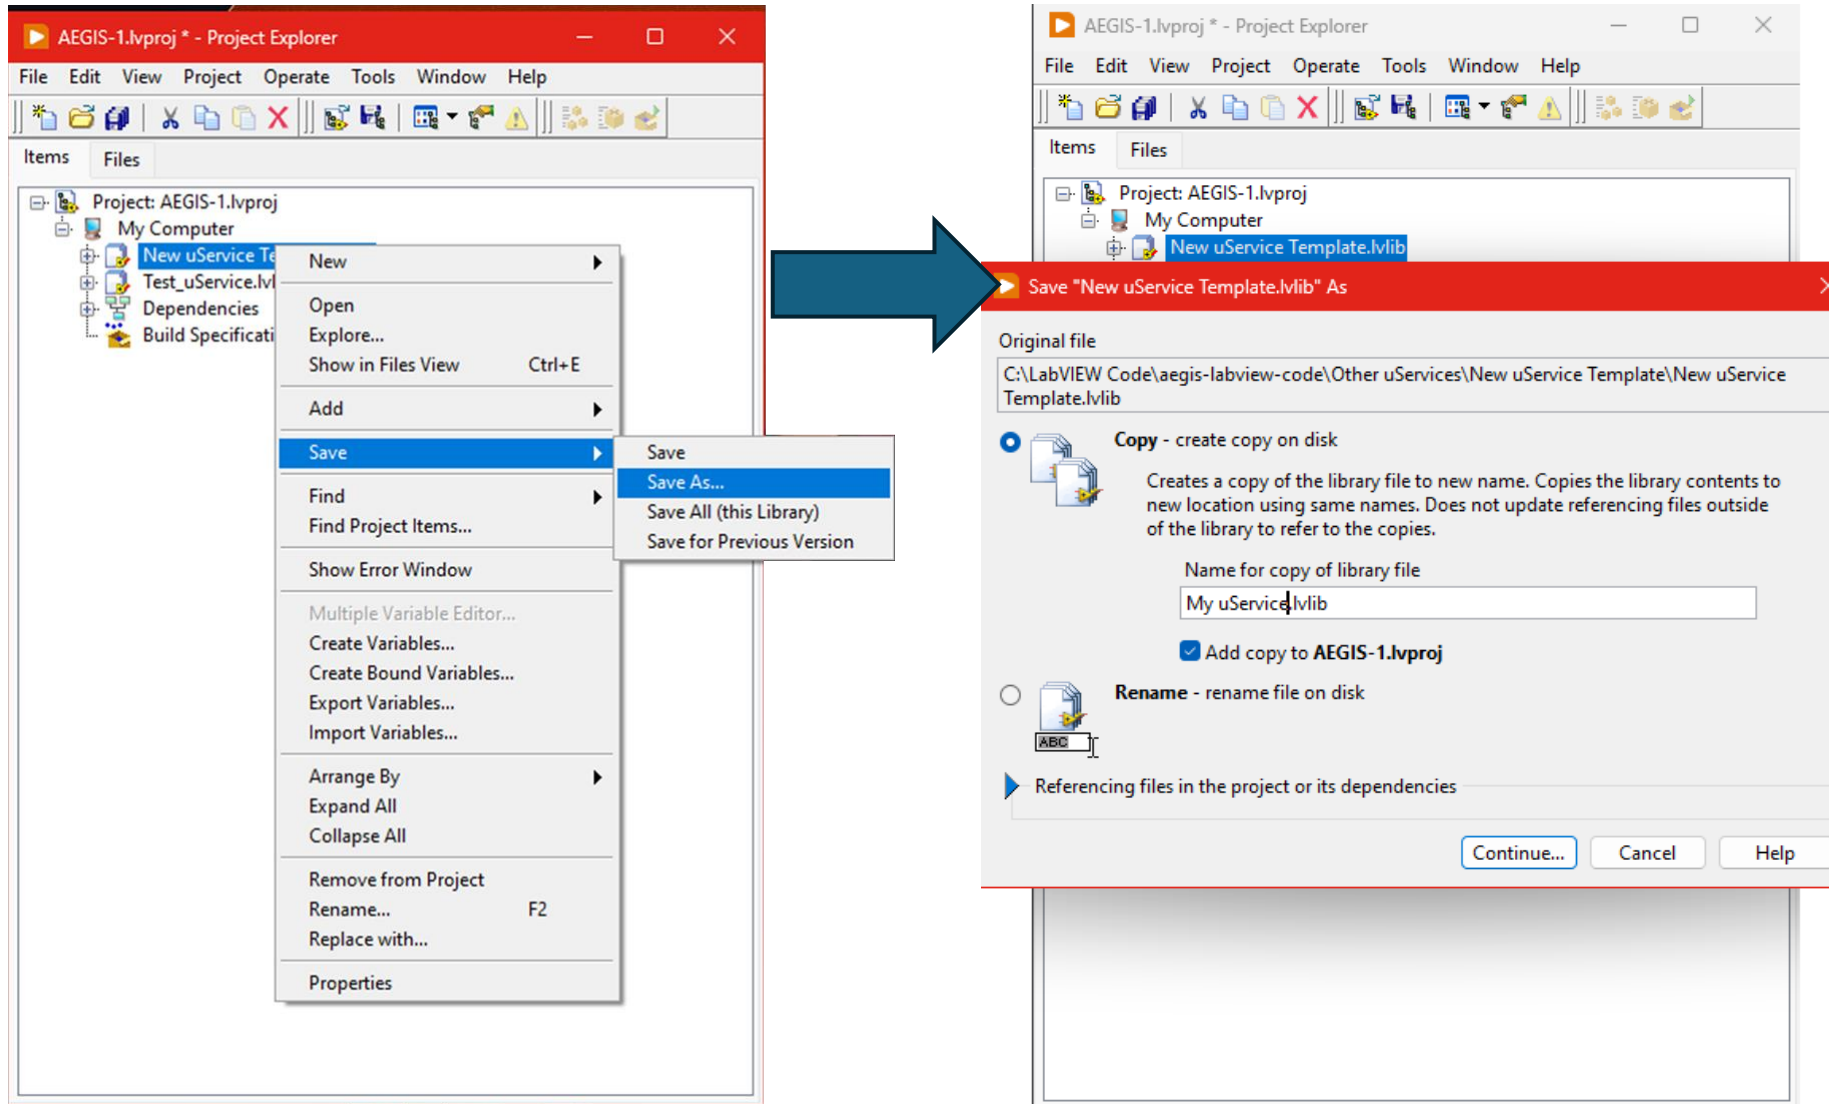 AEGIS-1.lvproj * - Project Explorer
File Edit View Project Operate Tools Window Help
Items Files
Project: AEGIS-1.lvproj
My Computer
New uService Te
Test_uService.lvl
Dependencies
Build Specificati
New
Open
Explore...
Show in Files View Ctrl+E
Add
Save
Find
Find Project Items...
Show Error Window
Multiple Variable Editor...
Create Variables...
Create Bound Variables...
Export Variables...
Import Variables...
Arrange By
Expand All
Collapse All
Remove from Project
Rename... F2
Replace with...
Properties
Save
Save As...
Save All (this Library)
Save for Previous Version
AEGIS-1.lvproj * - Project Explorer
File Edit View Project Operate Tools Window Help
Items Files
Project: AEGIS-1.lvproj
My Computer
New uService Template.lvlib
Save "New uService Template.lvlib" As
Original file
C:\LabVIEW Code\aegis-labview-code\Other uServices\New uService Template\New uService
Template.lvlib
Copy - create copy on disk
Creates a copy of the library file to new name. Copies the library contents to
new location using same names. Does not update referencing files outside
of the library to refer to the copies.
Name for copy of library file
My uService.lvlib
Add copy to AEGIS-1.lvproj
Rename - rename file on disk
ABC
Referencing files in the project or its dependencies
Continue... Cancel Help